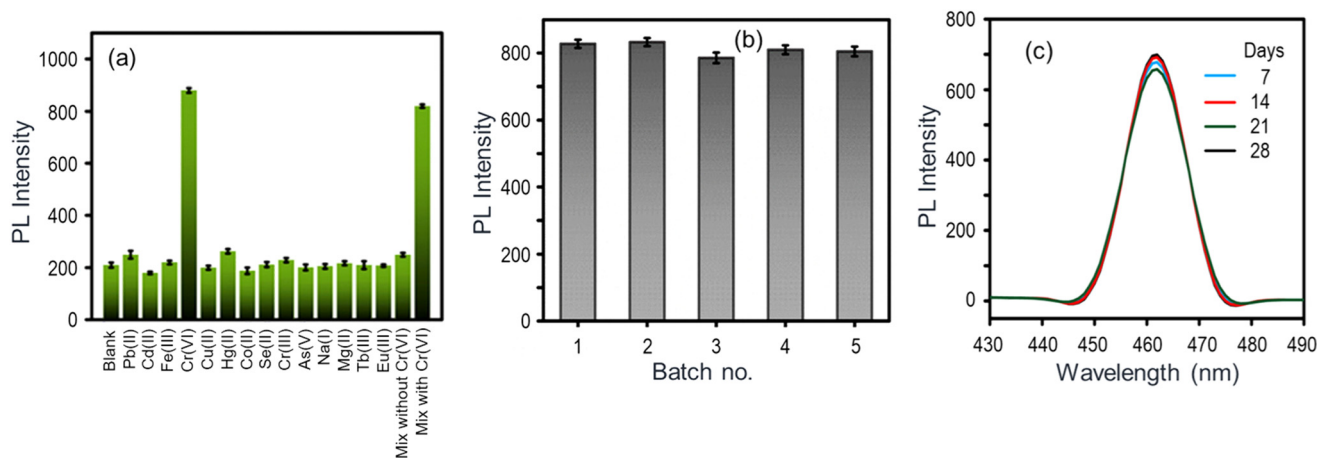 (a)
PL Intensity
1000
800
600
400
200
0
Blank
Pb(II)
Cd(II)
Fe(III)
Cr(VI)
Cu(II)
Hg(II)
Co(II)
Se(II)
Cr(III)
As(V)
Na(I)
Mg(II)
Tb(III)
Eu(III)
Mix without Cr(VI)
Mix with Cr(VI)
(b)
PL Intensity
800
600
400
200
0
1 2 3 4 5
Batch no.
(c)
PL Intensity
800
600
400
200
0
Days
7
14
21
28
430 440 450 460 470 480 490
Wavelength (nm)